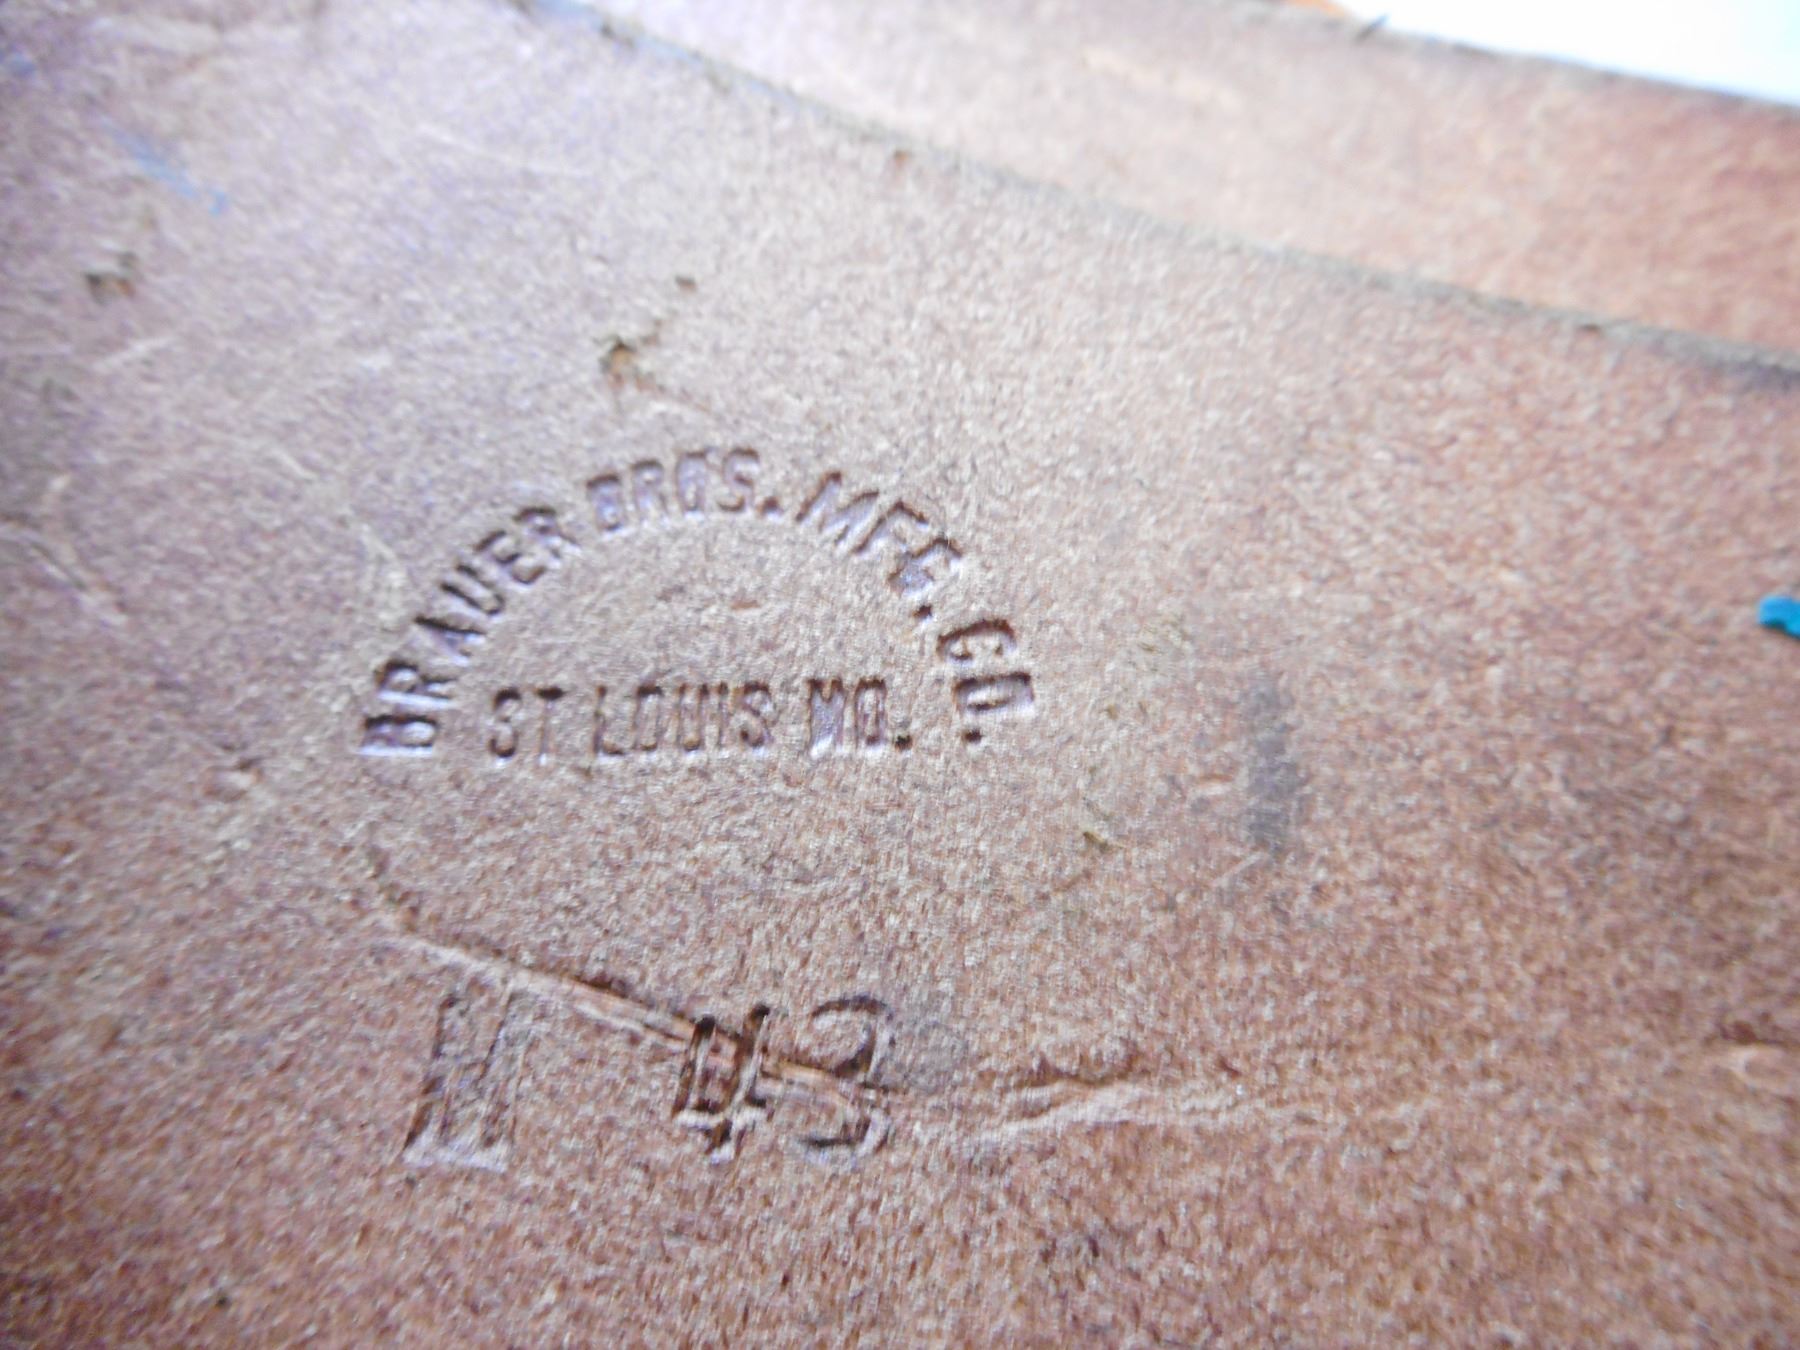 BRAUER BROS. MFG. CO.
ST LOUIS MO.
H 43